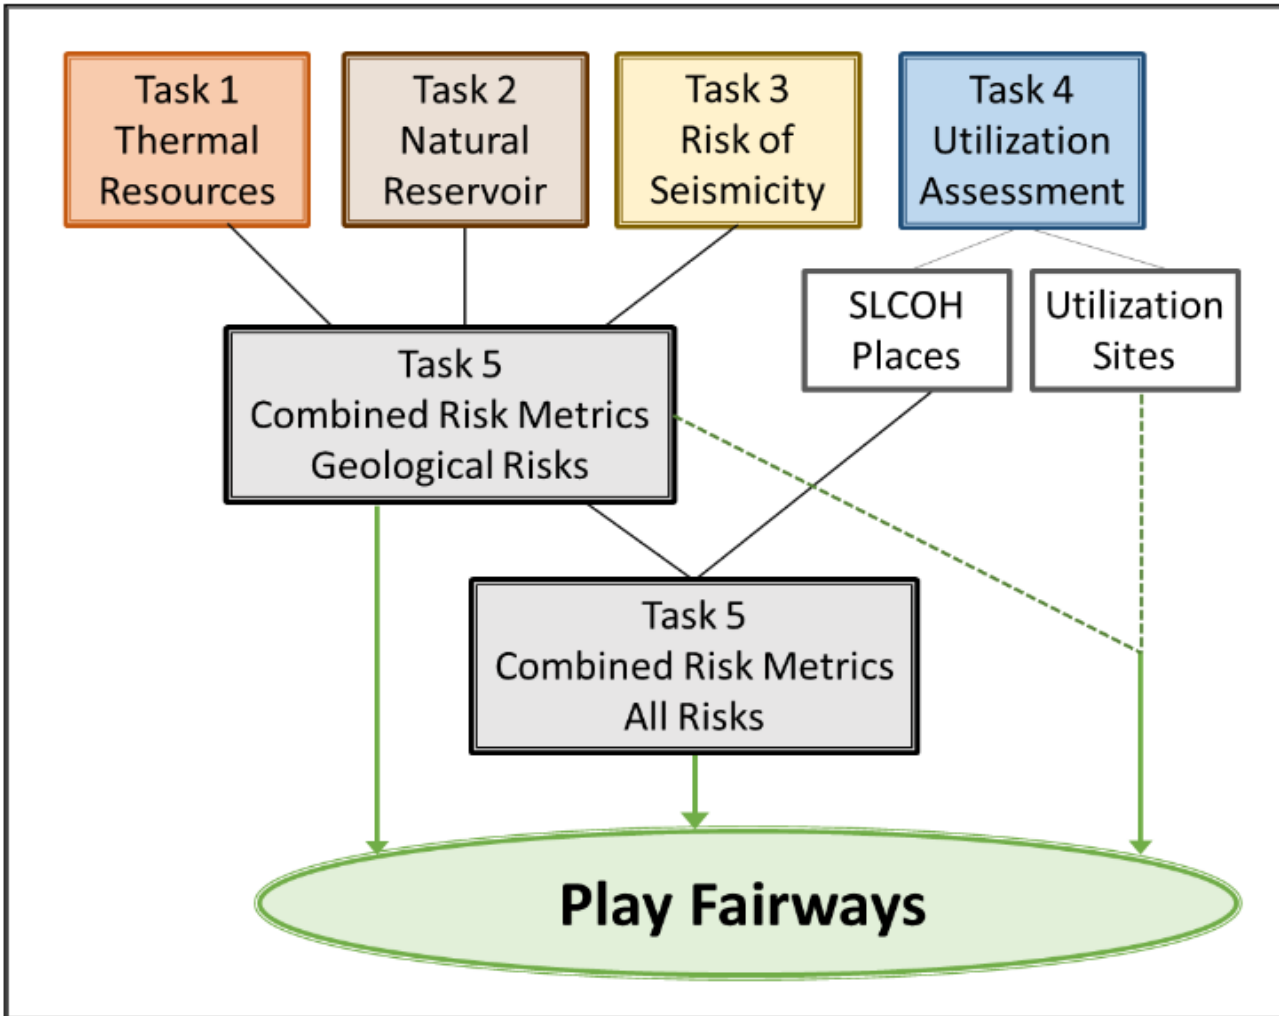 Task 1
Thermal
Resources
Task 2
Natural
Reservoir
Task 3
Risk of
Seismicity
Task 4
Utilization
Assessment
SLCOH
Places
Utilization
Sites
Task 5
Combined Risk Metrics
Geological Risks
Task 5
Combined Risk Metrics
All Risks
Play Fairways